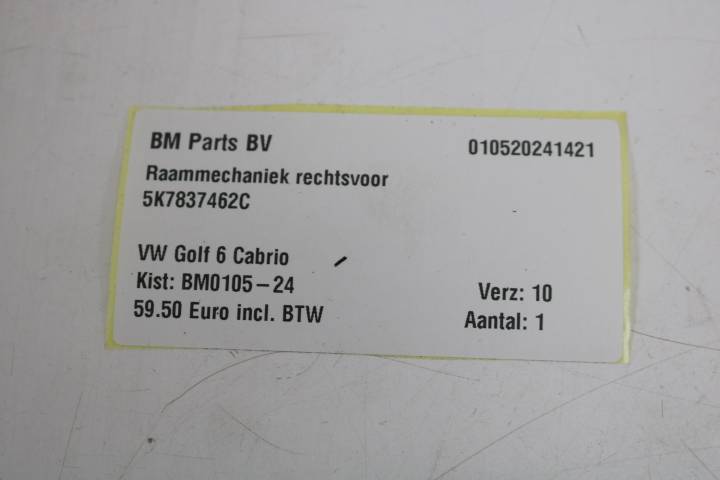 BM Parts BV 010520241421
Raammechaniek rechtsvoor
5K7837462C
VW Golf 6 Cabrio
Kist: BM0105-24 Verz: 10
59.50 Euro incl. BTW Aantal: 1